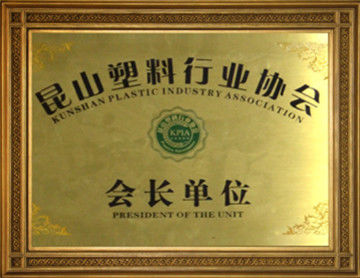 昆山塑料行业协会
KUNSHAN PLASTIC INDUSTRY ASSOCIATION
KPIA
会长单位
PRESIDENT OF THE UNIT